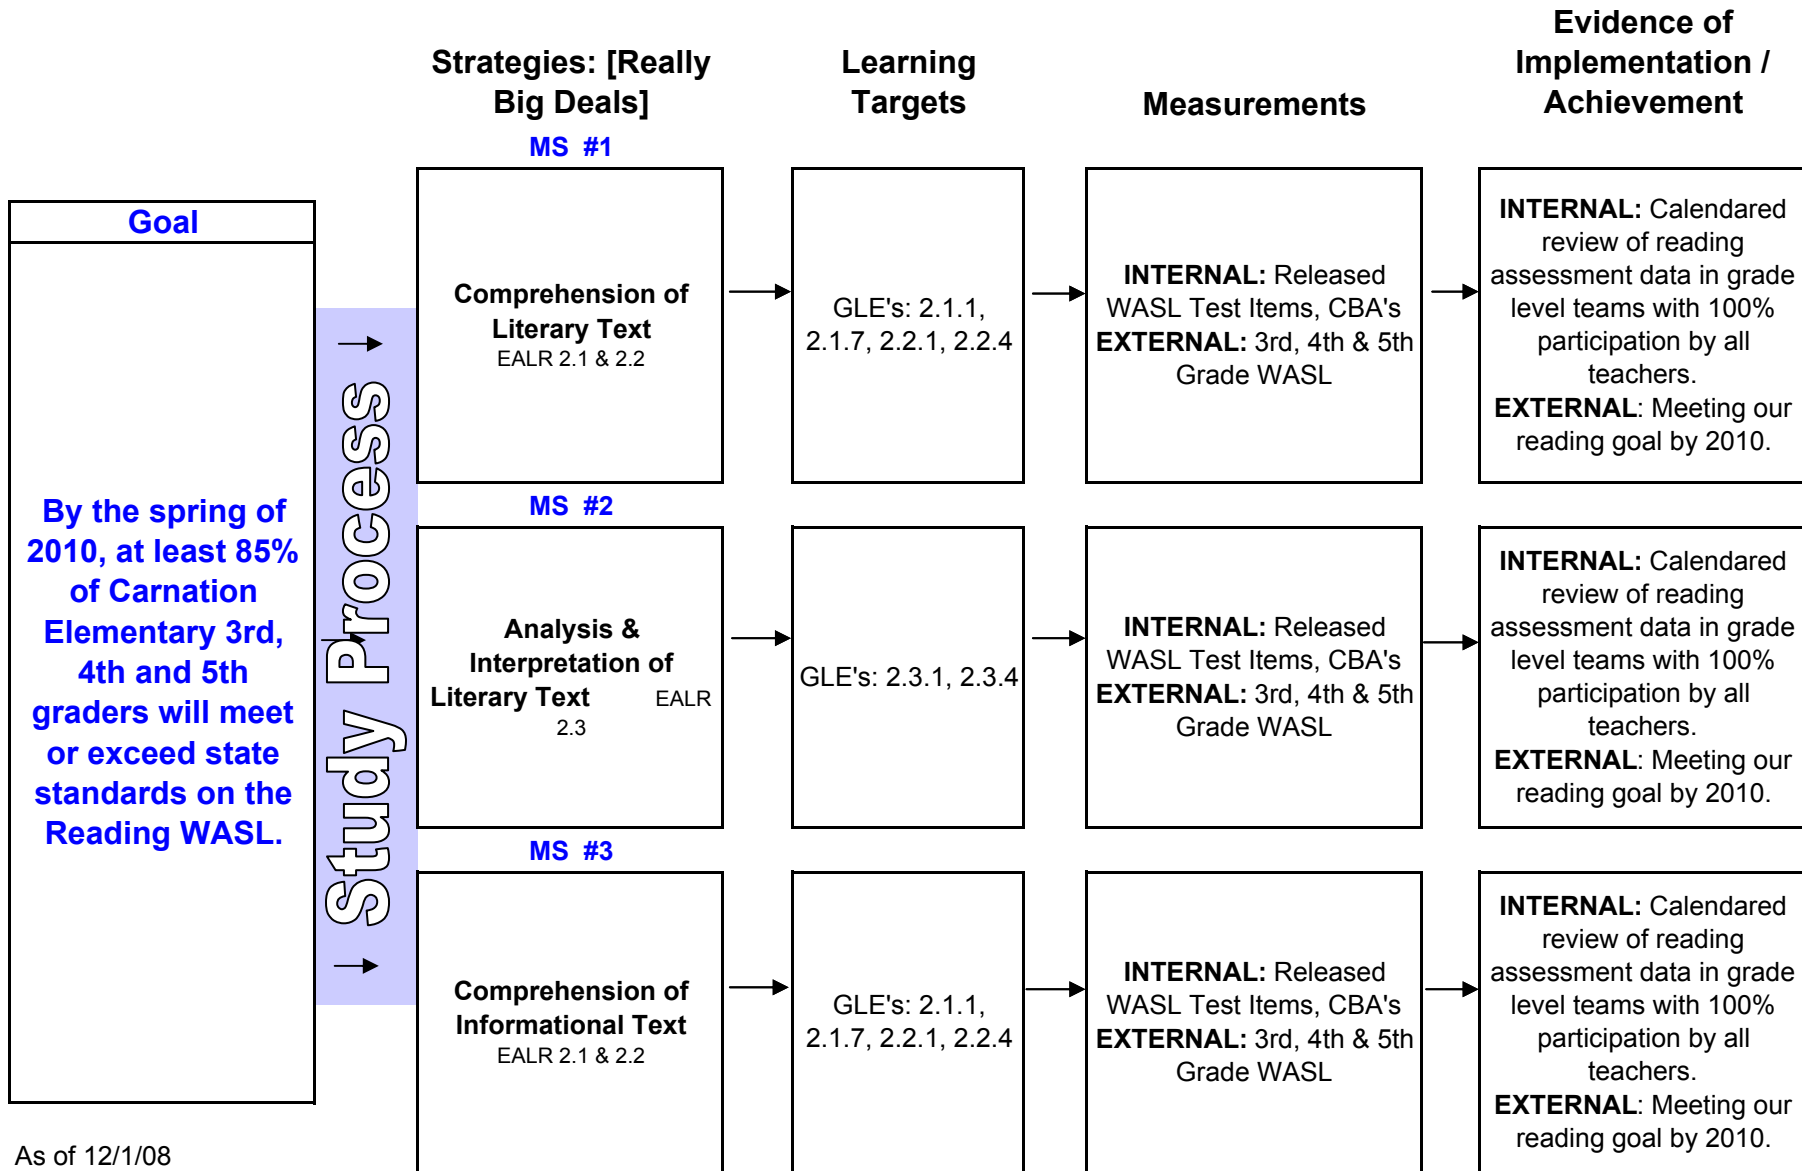 Strategies: [Really
Big Deals]
Learning
Targets
Measurements
Evidence of
Implementation /
Achievement
Goal
By the spring of
2010, at least 85%
of Carnation
Elementary 3rd,
4th and 5th
graders will meet
or exceed state
standards on the
Reading WASL.
Study Process
MS #1
Comprehension of
Literary Text
EALR 2.1 & 2.2
GLE's: 2.1.1,
2.1.7, 2.2.1, 2.2.4
INTERNAL: Released
WASL Test Items, CBA's
EXTERNAL: 3rd, 4th & 5th
Grade WASL
INTERNAL: Calendared
review of reading
assessment data in grade
level teams with 100%
participation by all
teachers.
EXTERNAL: Meeting our
reading goal by 2010.
MS #2
Analysis &
Interpretation of
Literary Text EALR
2.3
GLE's: 2.3.1, 2.3.4
INTERNAL: Released
WASL Test Items, CBA's
EXTERNAL: 3rd, 4th & 5th
Grade WASL
INTERNAL: Calendared
review of reading
assessment data in grade
level teams with 100%
participation by all
teachers.
EXTERNAL: Meeting our
reading goal by 2010.
MS #3
Comprehension of
Informational Text
EALR 2.1 & 2.2
GLE's: 2.1.1,
2.1.7, 2.2.1, 2.2.4
INTERNAL: Released
WASL Test Items, CBA's
EXTERNAL: 3rd, 4th & 5th
Grade WASL
INTERNAL: Calendared
review of reading
assessment data in grade
level teams with 100%
participation by all
teachers.
EXTERNAL: Meeting our
reading goal by 2010.
As of 12/1/08